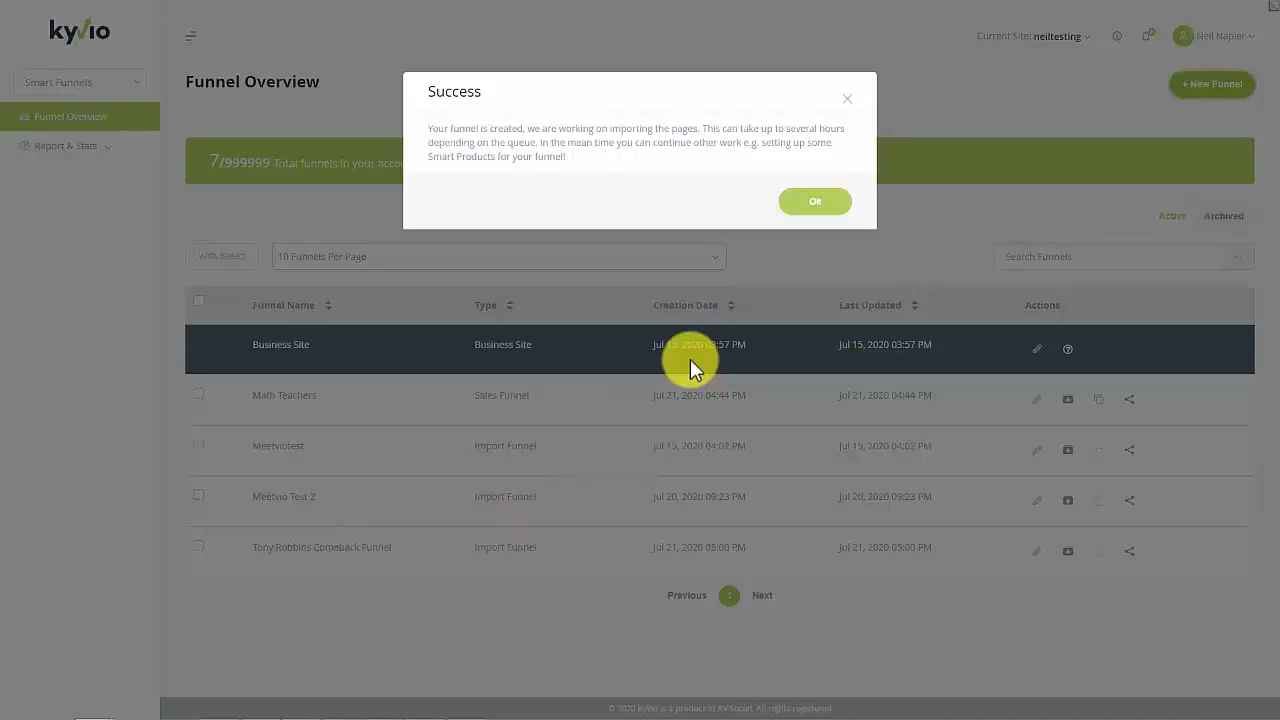 kyvio
Current Site: neiltesting
Neil Napier
Smart Funnels
Funnel Overview
Report & Stats
Funnel Overview
+ New Funnel
Success
Your funnel is created, we are working on importing the pages. This can take up to several hours
depending on the queue. In the mean time you can continue other work e.g. setting up some
Smart Products for your funnel!
Ok
7/999999 Total funnels in your accou
Active Archived
With Select
10 Funnels Per Page
Search Funnels
Funnel Name Type Creation Date Last Updated Actions
Business Site Business Site Jul 15, 2020 03:57 PM Jul 15, 2020 03:57 PM
Math Teachers Sales Funnel Jul 21, 2020 04:44 PM Jul 21, 2020 04:44 PM
Meetviotest Import Funnel Jul 15, 2020 04:02 PM Jul 15, 2020 04:02 PM
Meetvio Test 2 Import Funnel Jul 20, 2020 09:23 PM Jul 20, 2020 09:23 PM
Tony Robbins Comeback Funnel Import Funnel Jul 21, 2020 05:00 PM Jul 21, 2020 05:00 PM
Previous 1 Next
© 2020 Kyvio is a product of KV Social. All rights registered